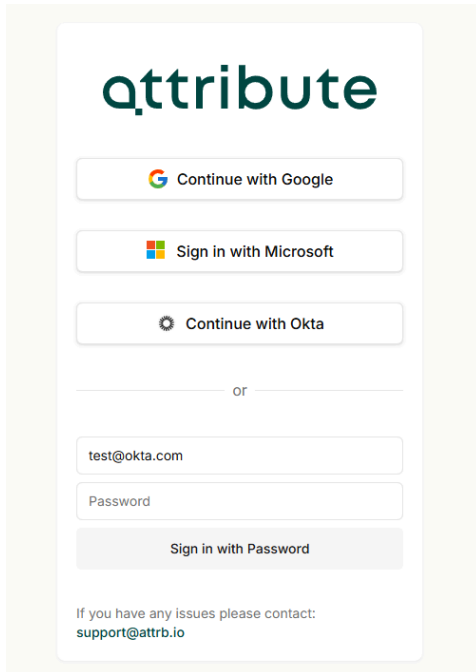 attribute
Continue with Google
Sign in with Microsoft
Continue with Okta
or
test@okta.com
Password
Sign in with Password
If you have any issues please contact:
support@attrb.io